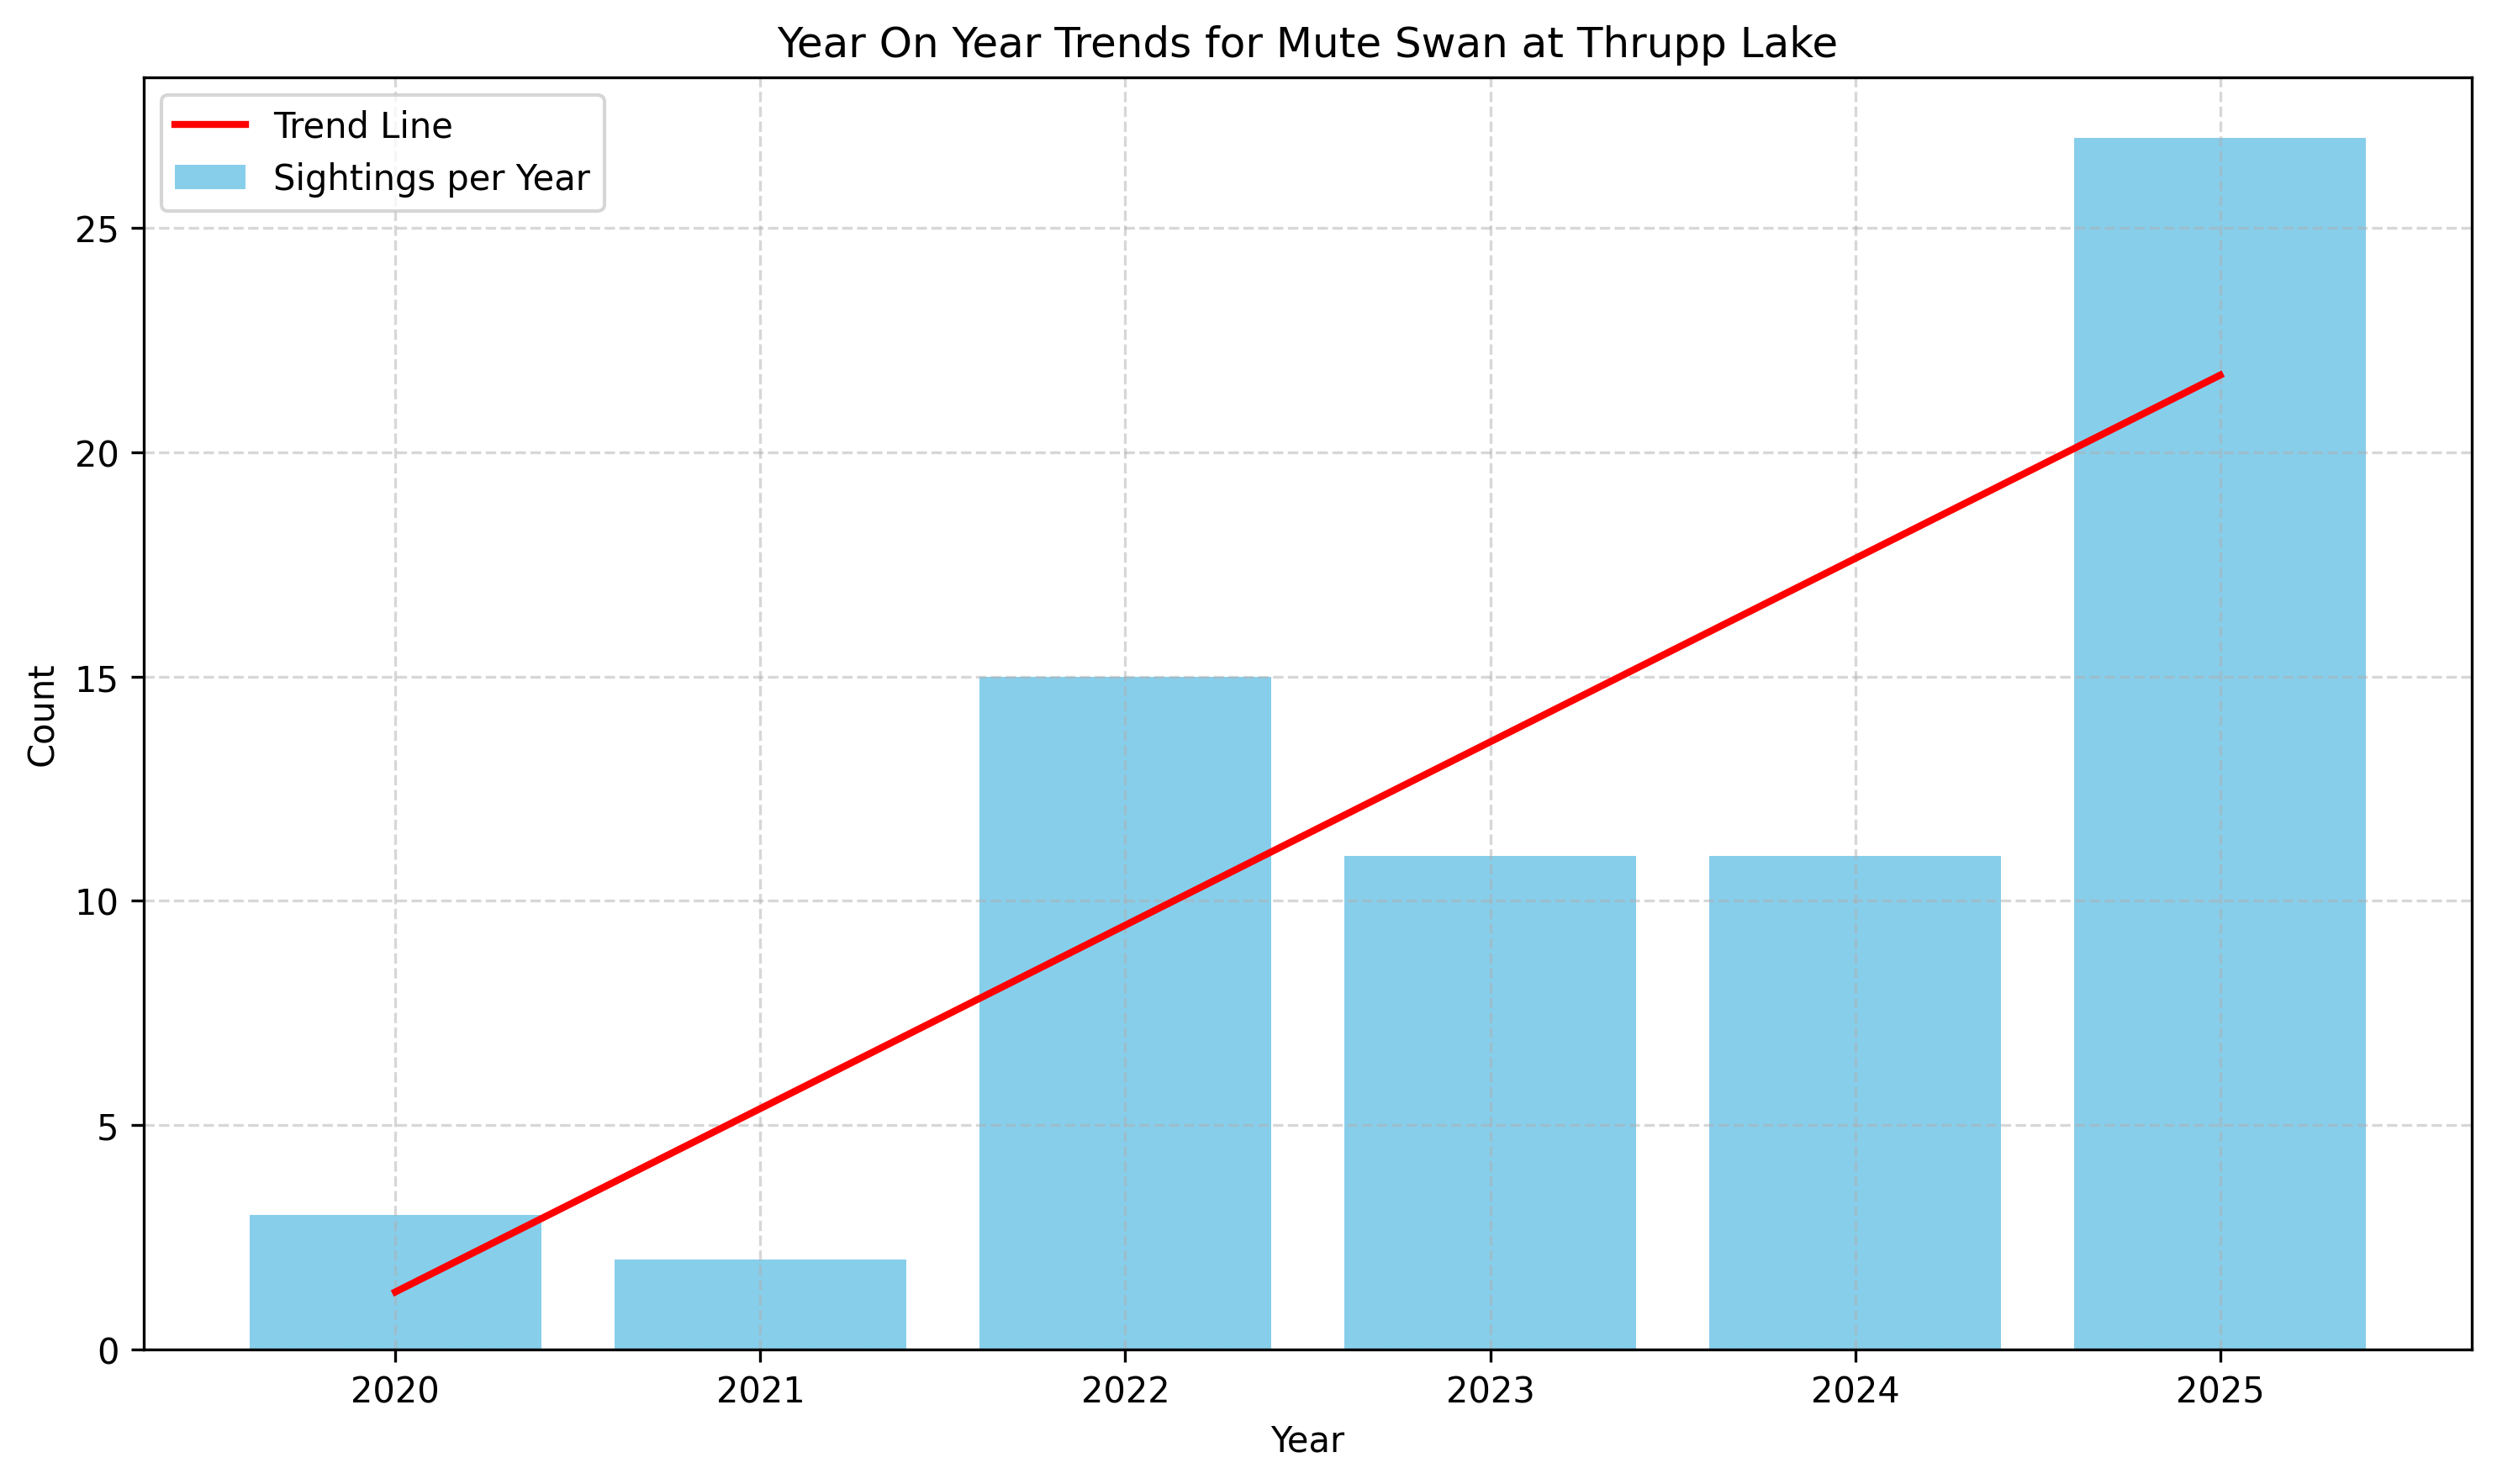 Year On Year Trends for Mute Swan at Thrupp Lake
Trend Line
Sightings per Year
25
20
15
10
5
0
Count
2020 2021 2022 2023 2024 2025
Year